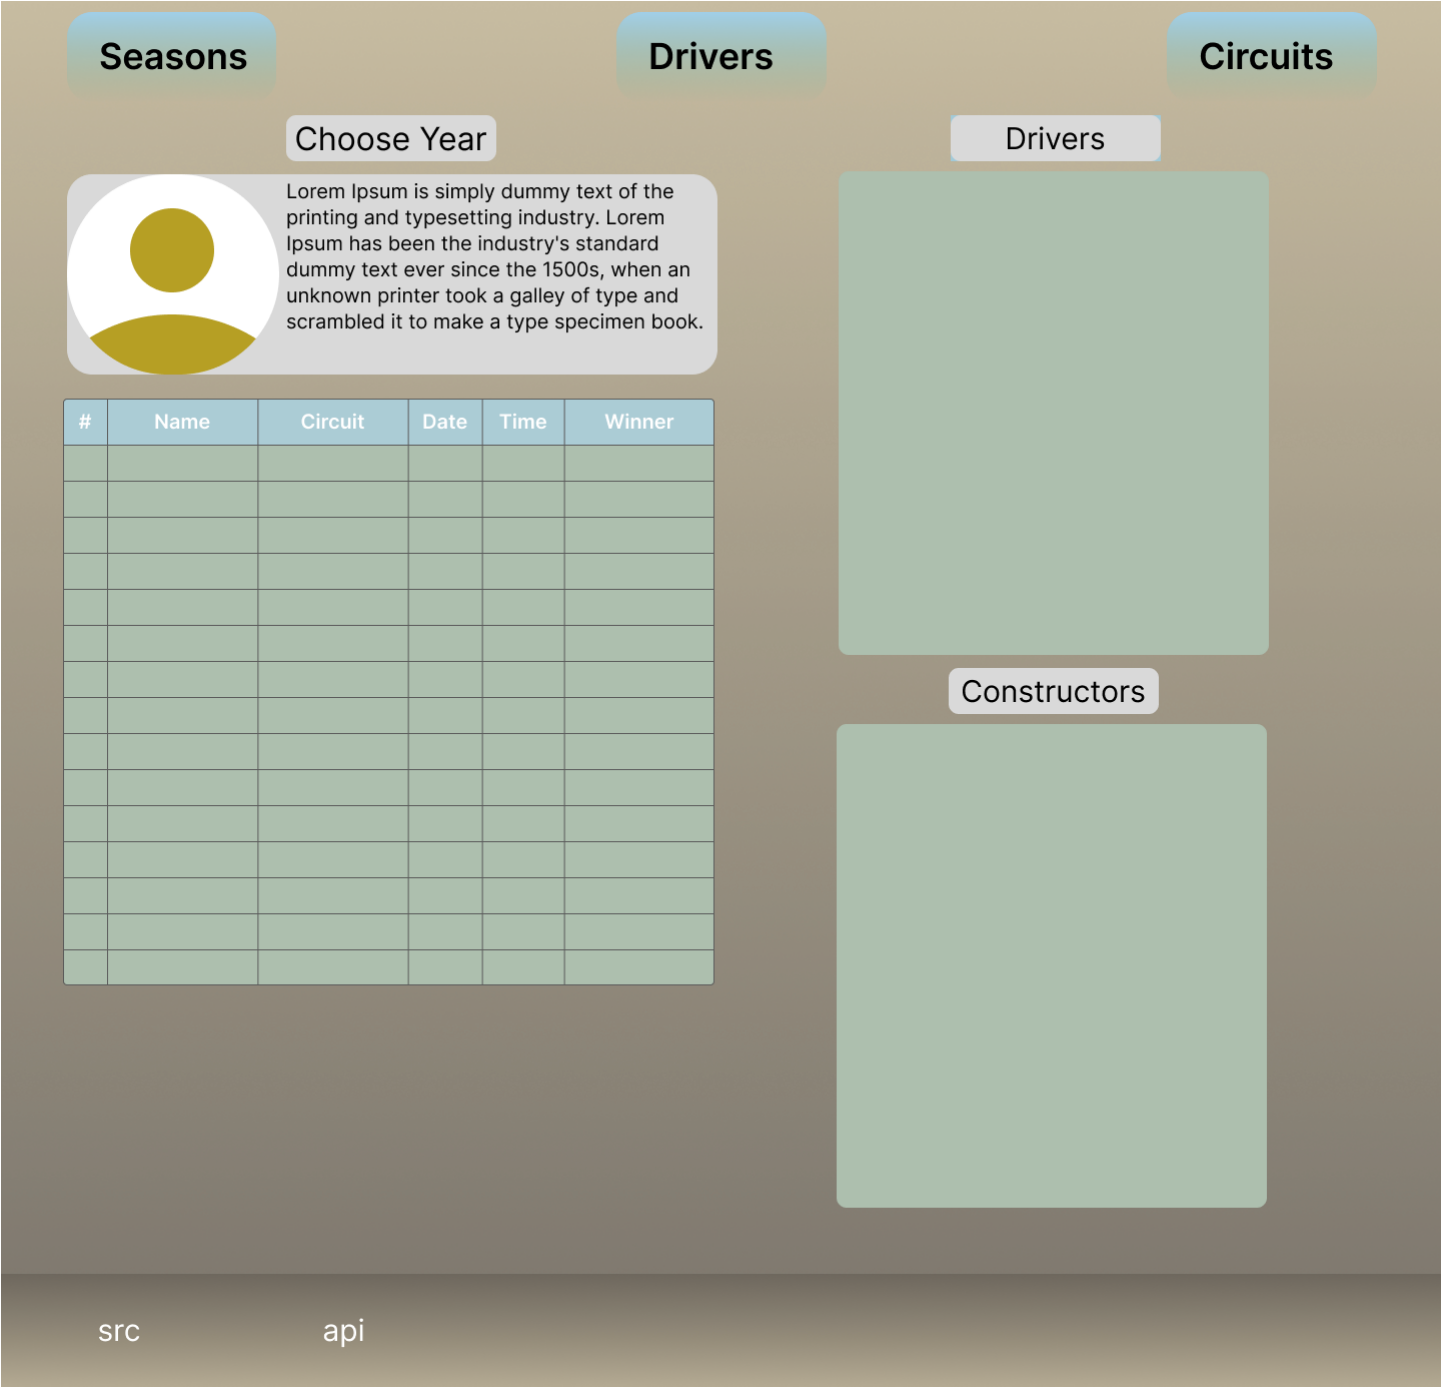 Seasons
Drivers
Circuits
Choose Year
Lorem Ipsum is simply dummy text of the
printing and typesetting industry. Lorem
Ipsum has been the industry's standard
dummy text ever since the 1500s, when an
unknown printer took a galley of type and
scrambled it to make a type specimen book.
# Name Circuit Date Time Winner
Drivers
Constructors
src
api